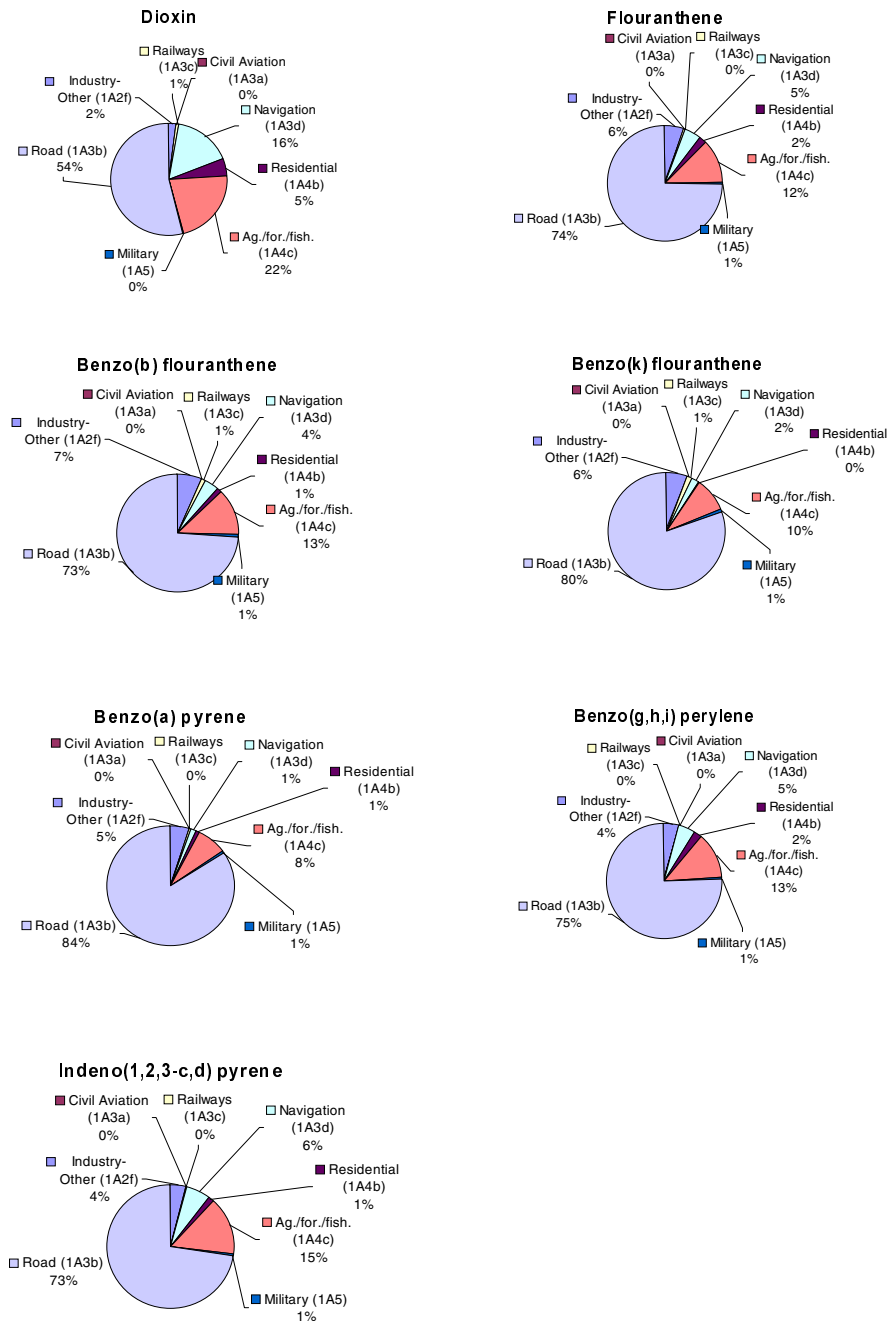 Dioxin
Railways
(1A3c)
1%
Civil Aviation
(1A3a)
0%
Industry-
Other (1A2f)
2%
Navigation
(1A3d)
16%
Road (1A3b)
54%
Residential
(1A4b)
5%
Ag./for./fish.
(1A4c)
22%
Military
(1A5)
0%
Flouranthene
Civil Aviation
(1A3a)
0%
Railways
(1A3c)
0%
Navigation
(1A3d)
5%
Industry-
Other (1A2f)
6%
Residential
(1A4b)
2%
Ag./for./fish.
(1A4c)
12%
Road (1A3b)
74%
Military
(1A5)
1%
Benzo(b) flouranthene
Civil Aviation
(1A3a)
0%
Railways
(1A3c)
1%
Navigation
(1A3d)
4%
Industry-
Other (1A2f)
7%
Residential
(1A4b)
1%
Ag./for./fish.
(1A4c)
13%
Road (1A3b)
73%
Military
(1A5)
1%
Benzo(k) flouranthene
Civil Aviation
(1A3a)
0%
Railways
(1A3c)
1%
Navigation
(1A3d)
2%
Residential
(1A4b)
0%
Industry-
Other (1A2f)
6%
Ag./for./fish.
(1A4c)
10%
Road (1A3b)
80%
Military
(1A5)
1%
Benzo(a) pyrene
Civil Aviation
(1A3a)
0%
Railways
(1A3c)
0%
Navigation
(1A3d)
1%
Residential
(1A4b)
1%
Industry-
Other (1A2f)
5%
Ag./for./fish.
(1A4c)
8%
Road (1A3b)
84%
Military (1A5)
1%
Benzo(g,h,i) perylene
Railways
(1A3c)
0%
Civil Aviation
(1A3a)
0%
Navigation
(1A3d)
5%
Industry-
Other (1A2f)
4%
Residential
(1A4b)
2%
Ag./for./fish.
(1A4c)
13%
Road (1A3b)
75%
Military (1A5)
1%
Indeno(1,2,3-c,d) pyrene
Civil Aviation
(1A3a)
0%
Railways
(1A3c)
0%
Navigation
(1A3d)
6%
Industry-
Other (1A2f)
4%
Residential
(1A4b)
1%
Ag./for./fish.
(1A4c)
15%
Road (1A3b)
73%
Military (1A5)
1%